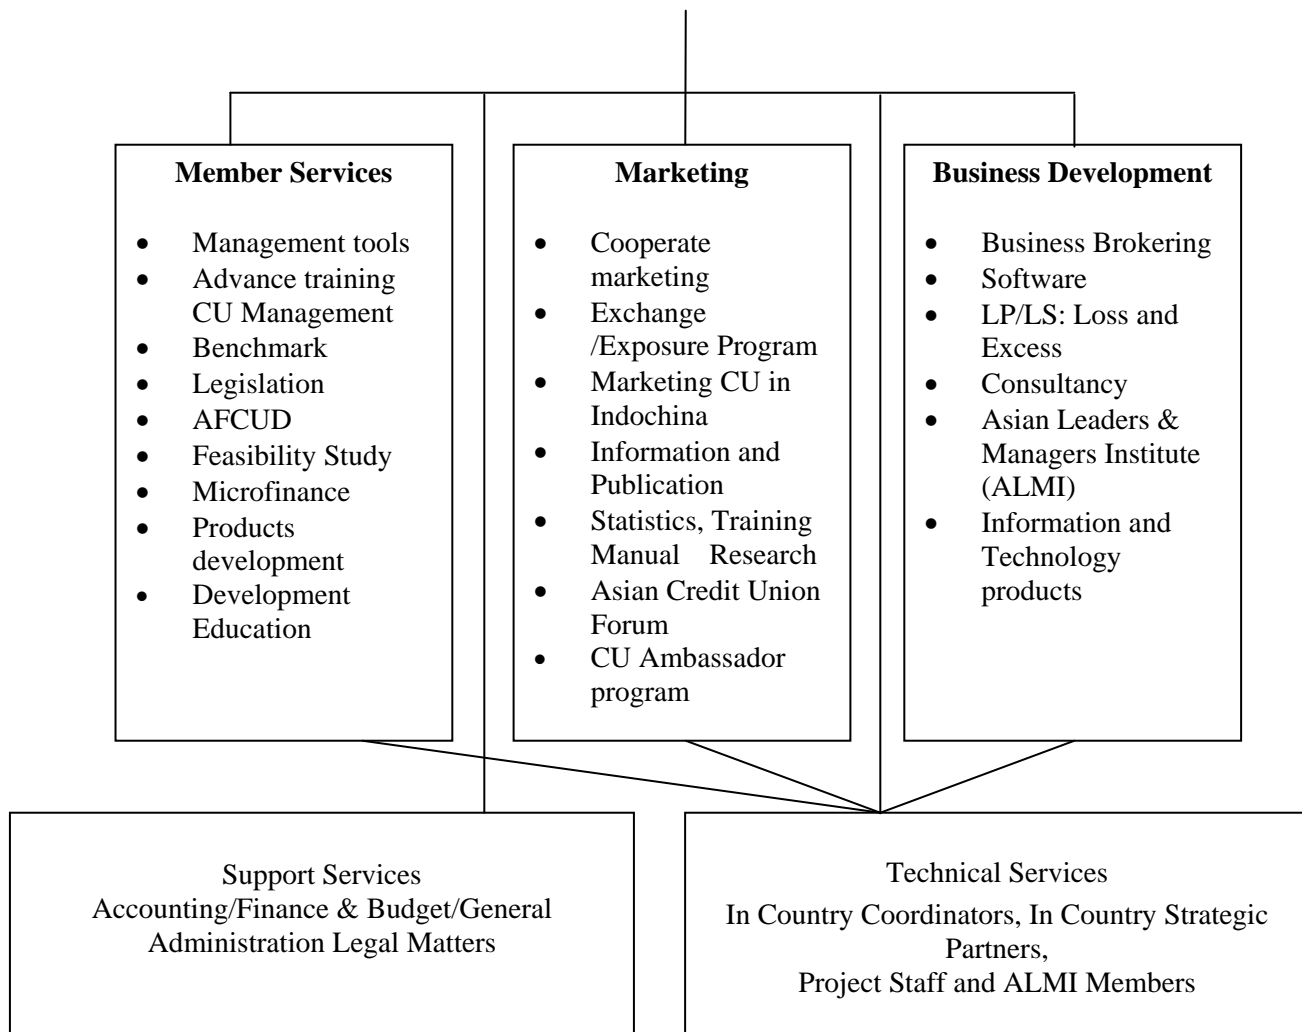 Member Services
• Management tools
• Advance training
CU Management
• Benchmark
• Legislation
• AFCUD
• Feasibility Study
• Microfinance
• Products
development
• Development
Education
Marketing
• Cooperate
marketing
• Exchange
/Exposure Program
• Marketing CU in
Indochina
• Information and
Publication
• Statistics, Training
Manual Research
• Asian Credit Union
Forum
• CU Ambassador
program
Business Development
• Business Brokering
• Software
• LP/LS: Loss and
Excess
• Consultancy
• Asian Leaders &
Managers Institute
(ALMI)
• Information and
Technology
products
Support Services
Accounting/Finance & Budget/General
Administration Legal Matters
Technical Services
In Country Coordinators, In Country Strategic
Partners,
Project Staff and ALMI Members